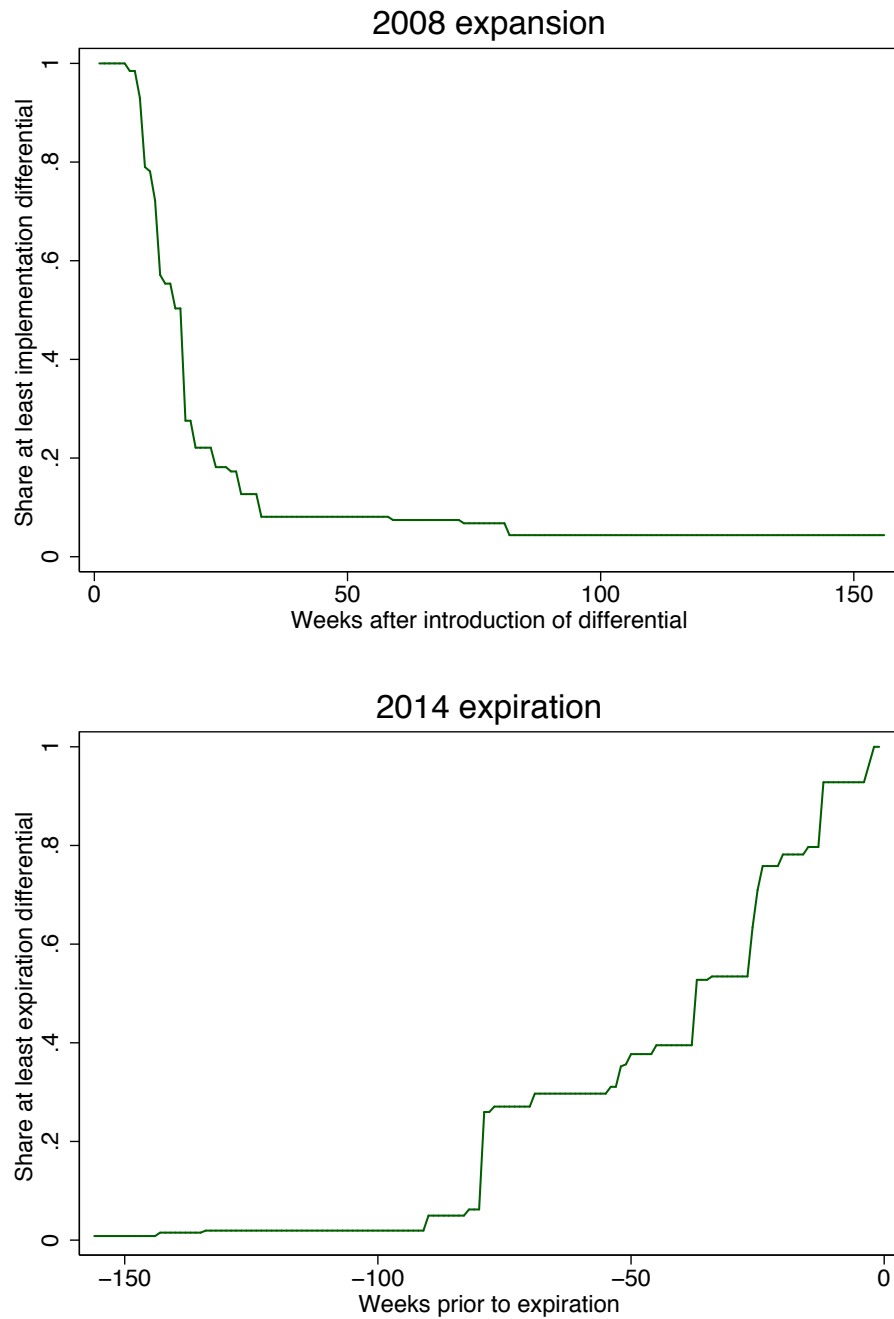 2008 expansion
Share at least implementation differential
1
.8
.6
.4
.2
0
0 50 100 150
Weeks after introduction of differential
2014 expiration
Share at least expiration differential
1
.8
.6
.4
.2
0
−150 −100 −50 0
Weeks prior to expiration